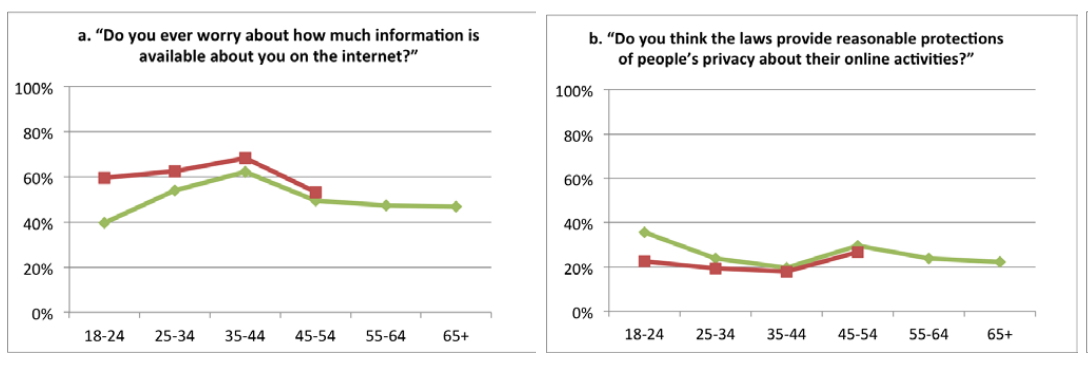 a. “Do you ever worry about how much information is
available about you on the internet?”
100%
80%
60%
40%
20%
0%
18-24 25-34 35-44 45-54 55-64 65+
b. “Do you think the laws provide reasonable protections
of people’s privacy about their online activities?”
100%
80%
60%
40%
20%
0%
18-24 25-34 35-44 45-54 55-64 65+